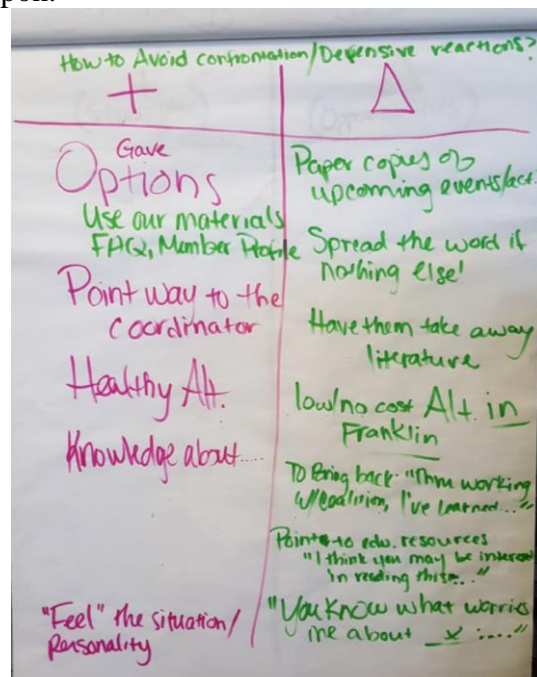 pon.
How to Avoid confrontation/Defensive reactions?
+
Δ
Gave
Options
Use our materials
FAQ, Member Profile
Point way to the
Coordinator
Healthy Alt.
Knowledge about.....
"Feel" the situation/
Personality
Paper copies of
upcoming events/act.
Spread the word if
nothing else!
Have them take away
literature
low/no cost Alt. in
Franklin
To Bring back "Thru working
w/coalition, I've learned..."
Point to edu. resources
"I think you may be interested
in reading this..."
"You know what worries
me about x ...."